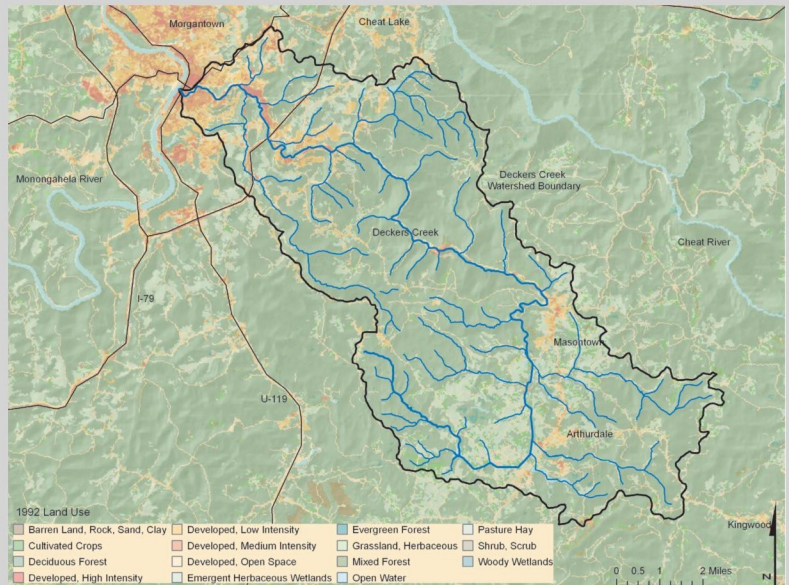 Morgantown
Cheat Lake
Monongahela River
Deckers Creek
Watershed Boundary
Deckers Creek
Cheat River
I-79
Masontown
U-119
Arthurdale
Kingwood
1992 Land Use
Barren Land, Rock, Sand, Clay
Cultivated Crops
Deciduous Forest
Developed, High Intensity
Developed, Low Intensity
Developed, Medium Intensity
Developed, Open Space
Emergent Herbaceous Wetlands
Evergreen Forest
Grassland, Herbaceous
Mixed Forest
Open Water
Pasture Hay
Shrub, Scrub
Woody Wetlands
0 0.5 1 2 Miles
N